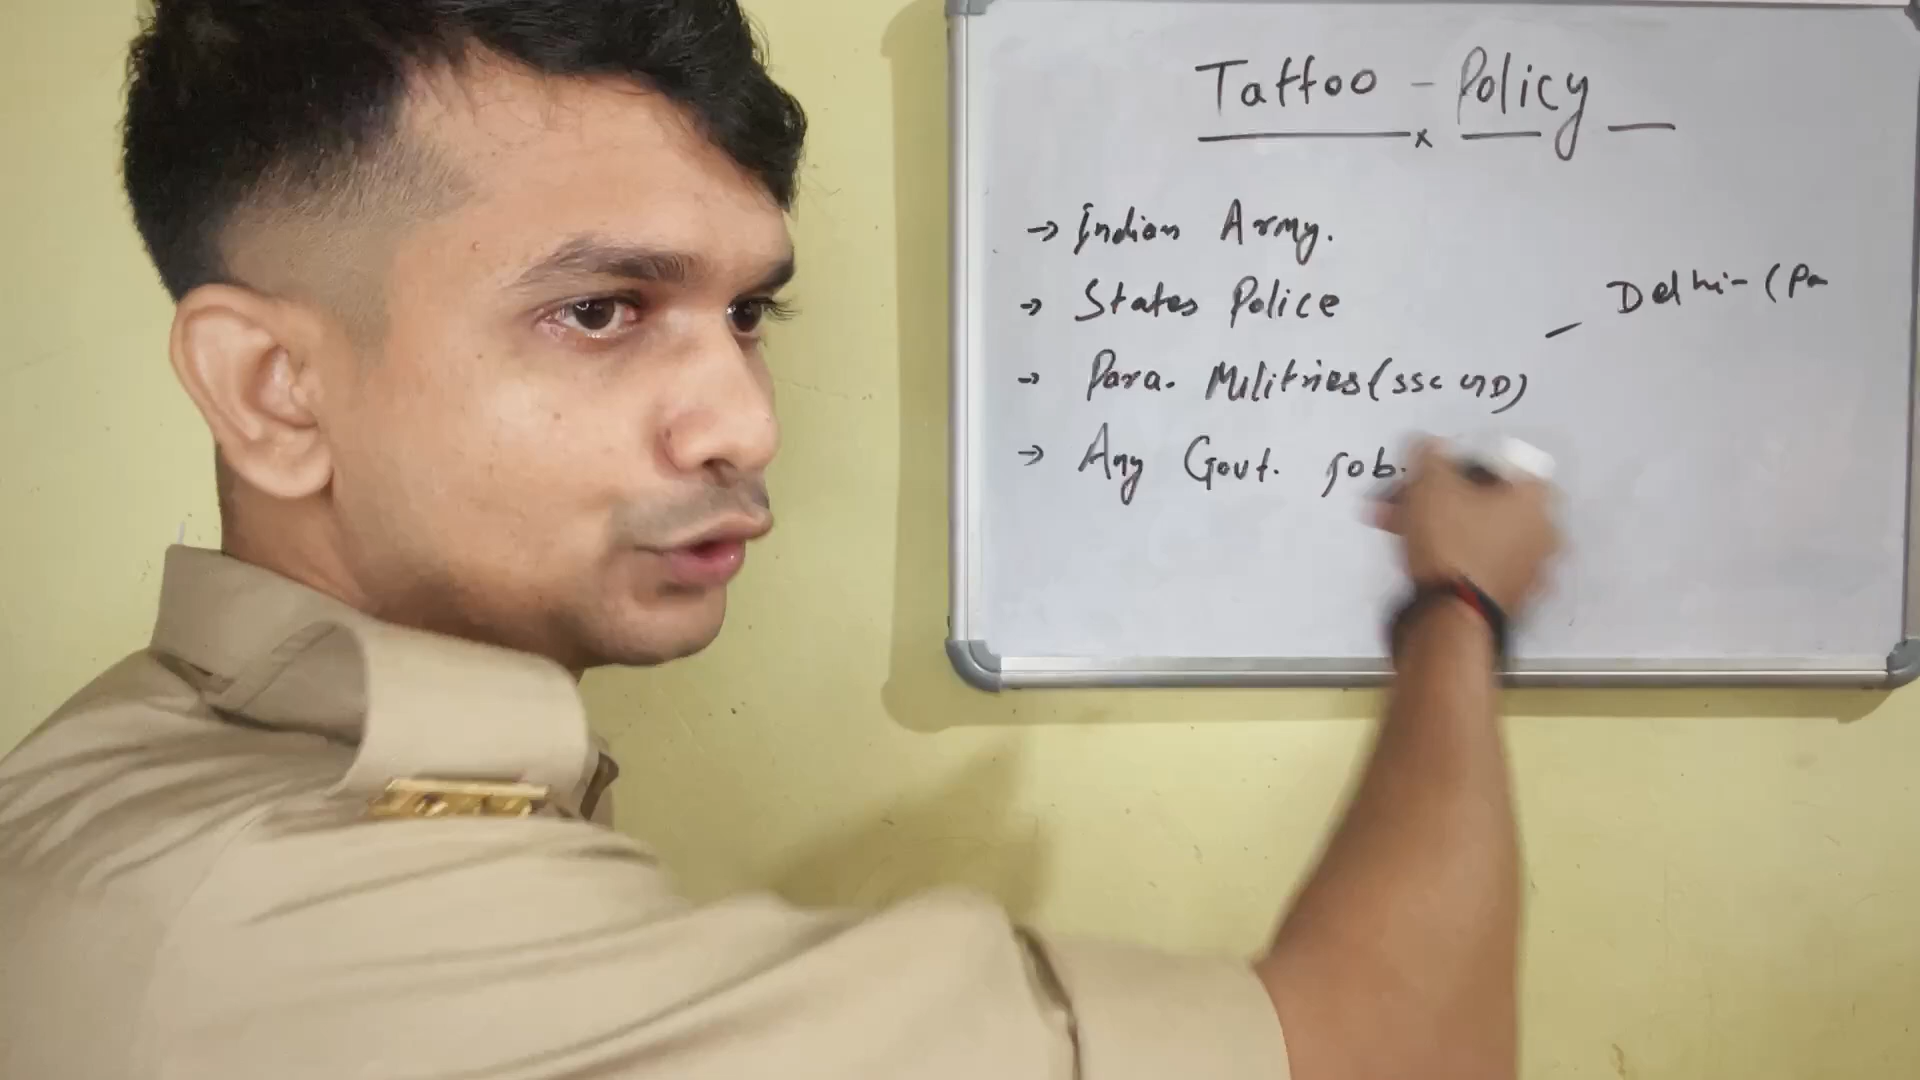 Tattoo - Policy
→ Indian Army.
→ States Police
Delhi - (Pa
→ Para. Militries (SSC GD)
→ Any Govt. Job.